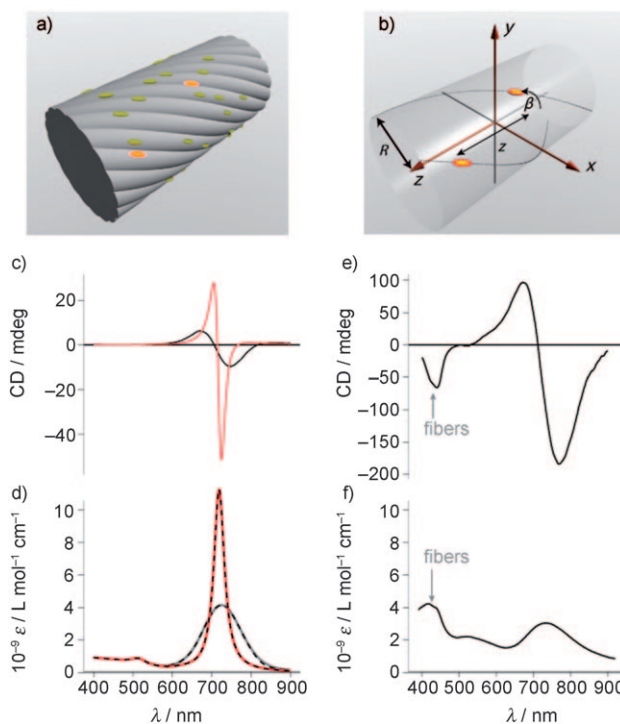 a)
b)
y
β
R
z
z
x
c)
e)
CD / mdeg
20
0
–20
–40
CD / mdeg
100
50
0
–50
–100
–150
–200
fibers
d)
f)
10⁻⁹ ε / L mol⁻¹ cm⁻¹
10
8
6
4
2
0
400 500 600 700 800 900
λ / nm
10⁻⁹ ε / L mol⁻¹ cm⁻¹
10
8
6
4
2
0
fibers
400 500 600 700 800 900
λ / nm